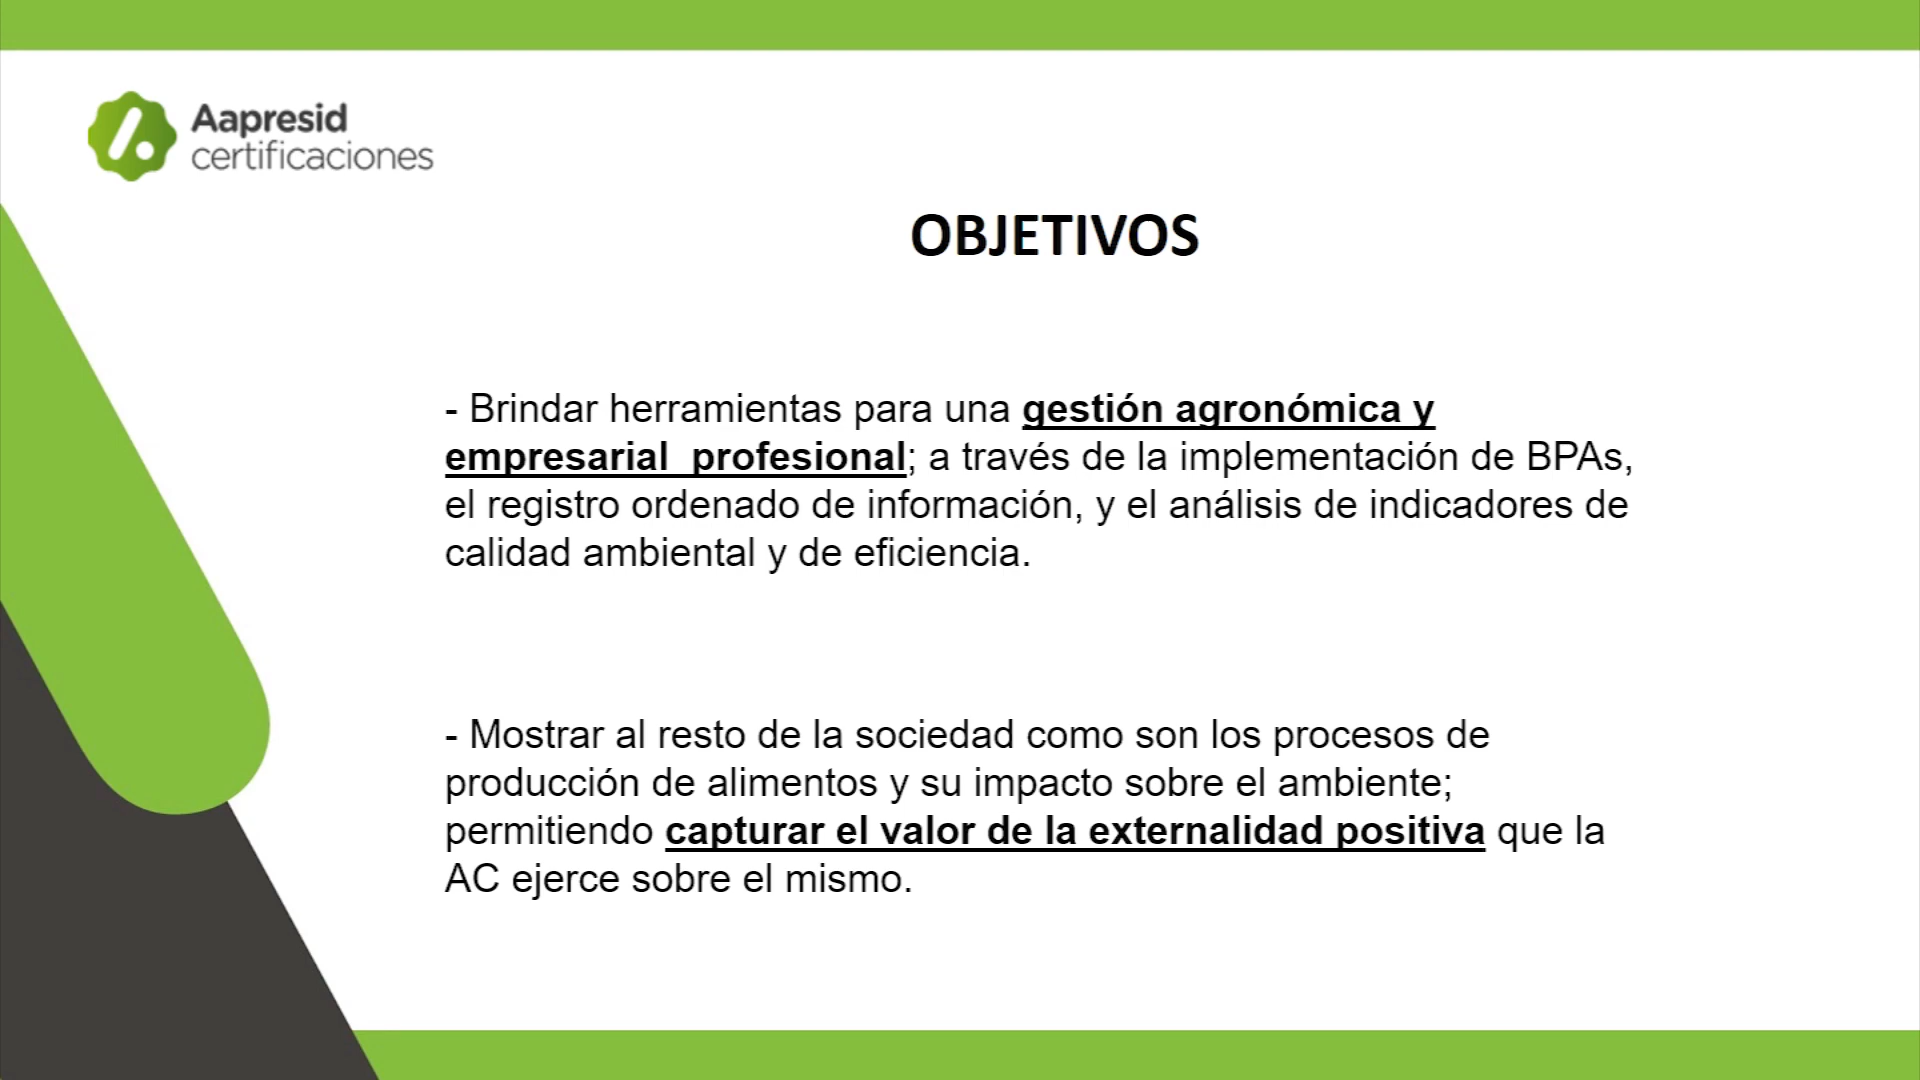 Aapresid
certificaciones
OBJETIVOS
- Brindar herramientas para una gestión agronómica y
empresarial  profesional; a través de la implementación de BPAs,
el registro ordenado de información, y el análisis de indicadores de
calidad ambiental y de eficiencia.
- Mostrar al resto de la sociedad como son los procesos de
producción de alimentos y su impacto sobre el ambiente;
permitiendo capturar el valor de la externalidad positiva que la
AC ejerce sobre el mismo.